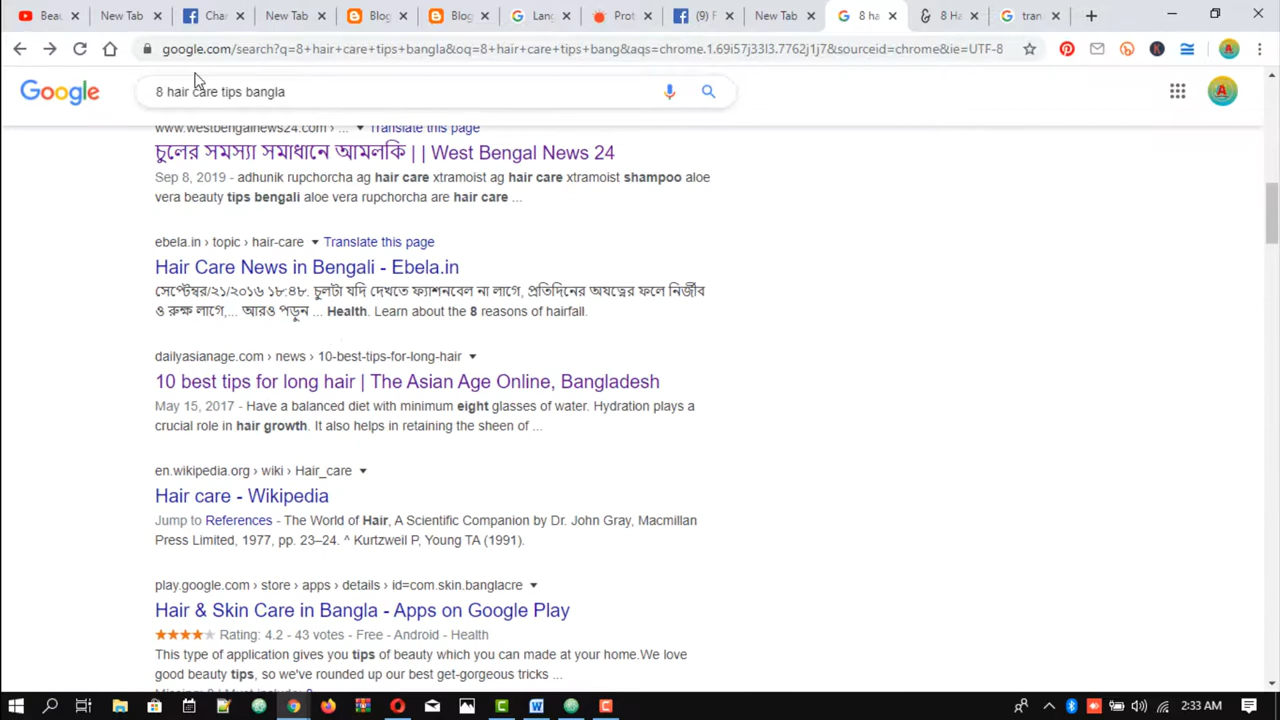 Beau
New Tab
Chan
New Tab
Blog
Blog
Lang
Prot
(9) F
New Tab
8 ha
8 Ha
tran
google.com/search?q=8+hair+care+tips+bangla&oq=8+hair+care+tips+bang&aqs=chrome.1.69i57j33l3.7762j1j7&sourceid=chrome&ie=UTF-8
Google
8 hair care tips bangla
www.westbengalnews24.com › ... Translate this page
চুলের সমস্যা সমাধানে আমলকি | | West Bengal News 24
Sep 8, 2019 - adhunik rupchorcha ag hair care xtramoist ag hair care xtramoist shampoo aloe
vera beauty tips bengali aloe vera rupchorcha are hair care ...
ebela.in › topic › hair-care Translate this page
Hair Care News in Bengali - Ebela.in
সেপ্টেম্বর/২১/২০১৬ ১৮:৪৮. চুলটা যদি দেখতে ফ্যাশনবেল না লাগে, প্রতিদিনের অযত্নের ফলে নির্জীব
ও রুক্ষ লাগে,... আরও পড়ুন ... Health. Learn about the 8 reasons of hairfall.
dailyasianage.com › news › 10-best-tips-for-long-hair
10 best tips for long hair | The Asian Age Online, Bangladesh
May 15, 2017 - Have a balanced diet with minimum eight glasses of water. Hydration plays a
crucial role in hair growth. It also helps in retaining the sheen of ...
en.wikipedia.org › wiki › Hair_care
Hair care - Wikipedia
Jump to References - The World of Hair, A Scientific Companion by Dr. John Gray, Macmillan
Press Limited, 1977, pp. 23–24. ^ Kurtzweil P, Young TA (1991).
play.google.com › store › apps › details › id=com.skin.banglacre
Hair & Skin Care in Bangla - Apps on Google Play
Rating: 4.2 - 43 votes - Free - Android - Health
This type of application gives you tips of beauty which you can made at your home.We love
good beauty tips, so we've rounded up our best get-gorgeous tricks ...
2:33 AM